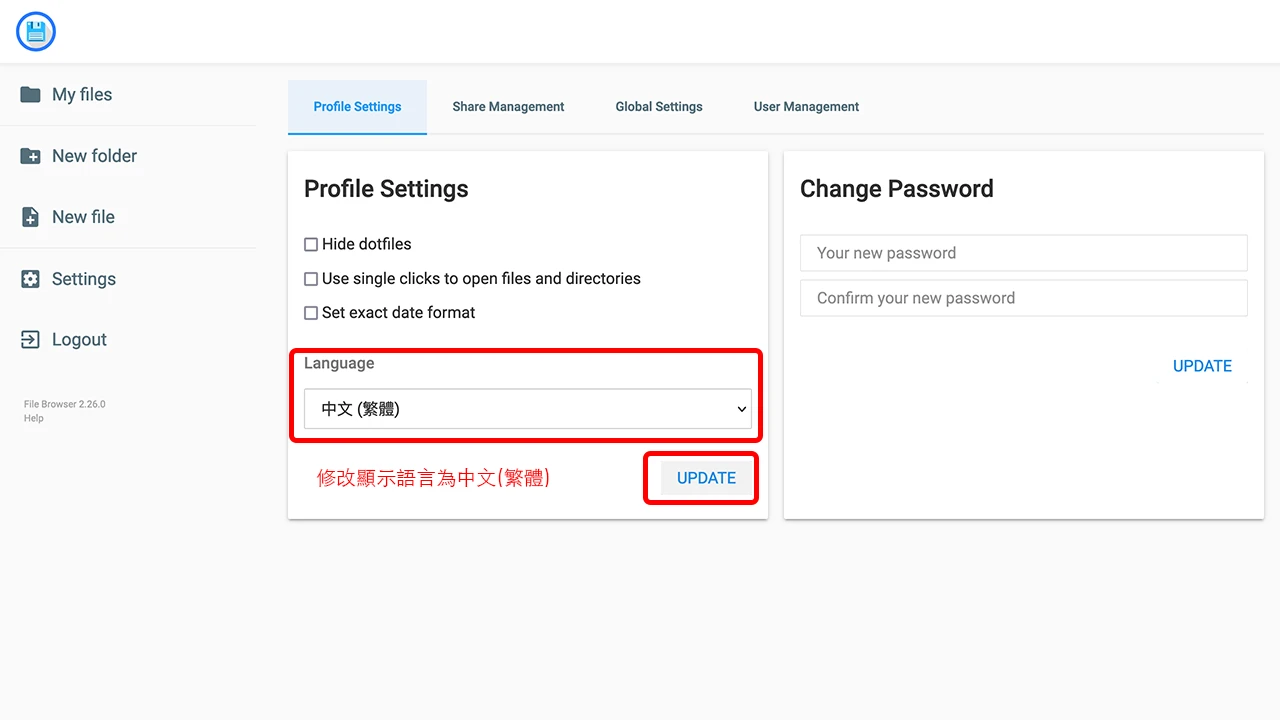 My files
New folder
New file
Settings
Logout
File Browser 2.26.0
Help
Profile Settings
Share Management
Global Settings
User Management
Profile Settings
Hide dotfiles
Use single clicks to open files and directories
Set exact date format
Language
中文 (繁體)
修改顯示語言為中文(繁體)
UPDATE
Change Password
Your new password
Confirm your new password
UPDATE